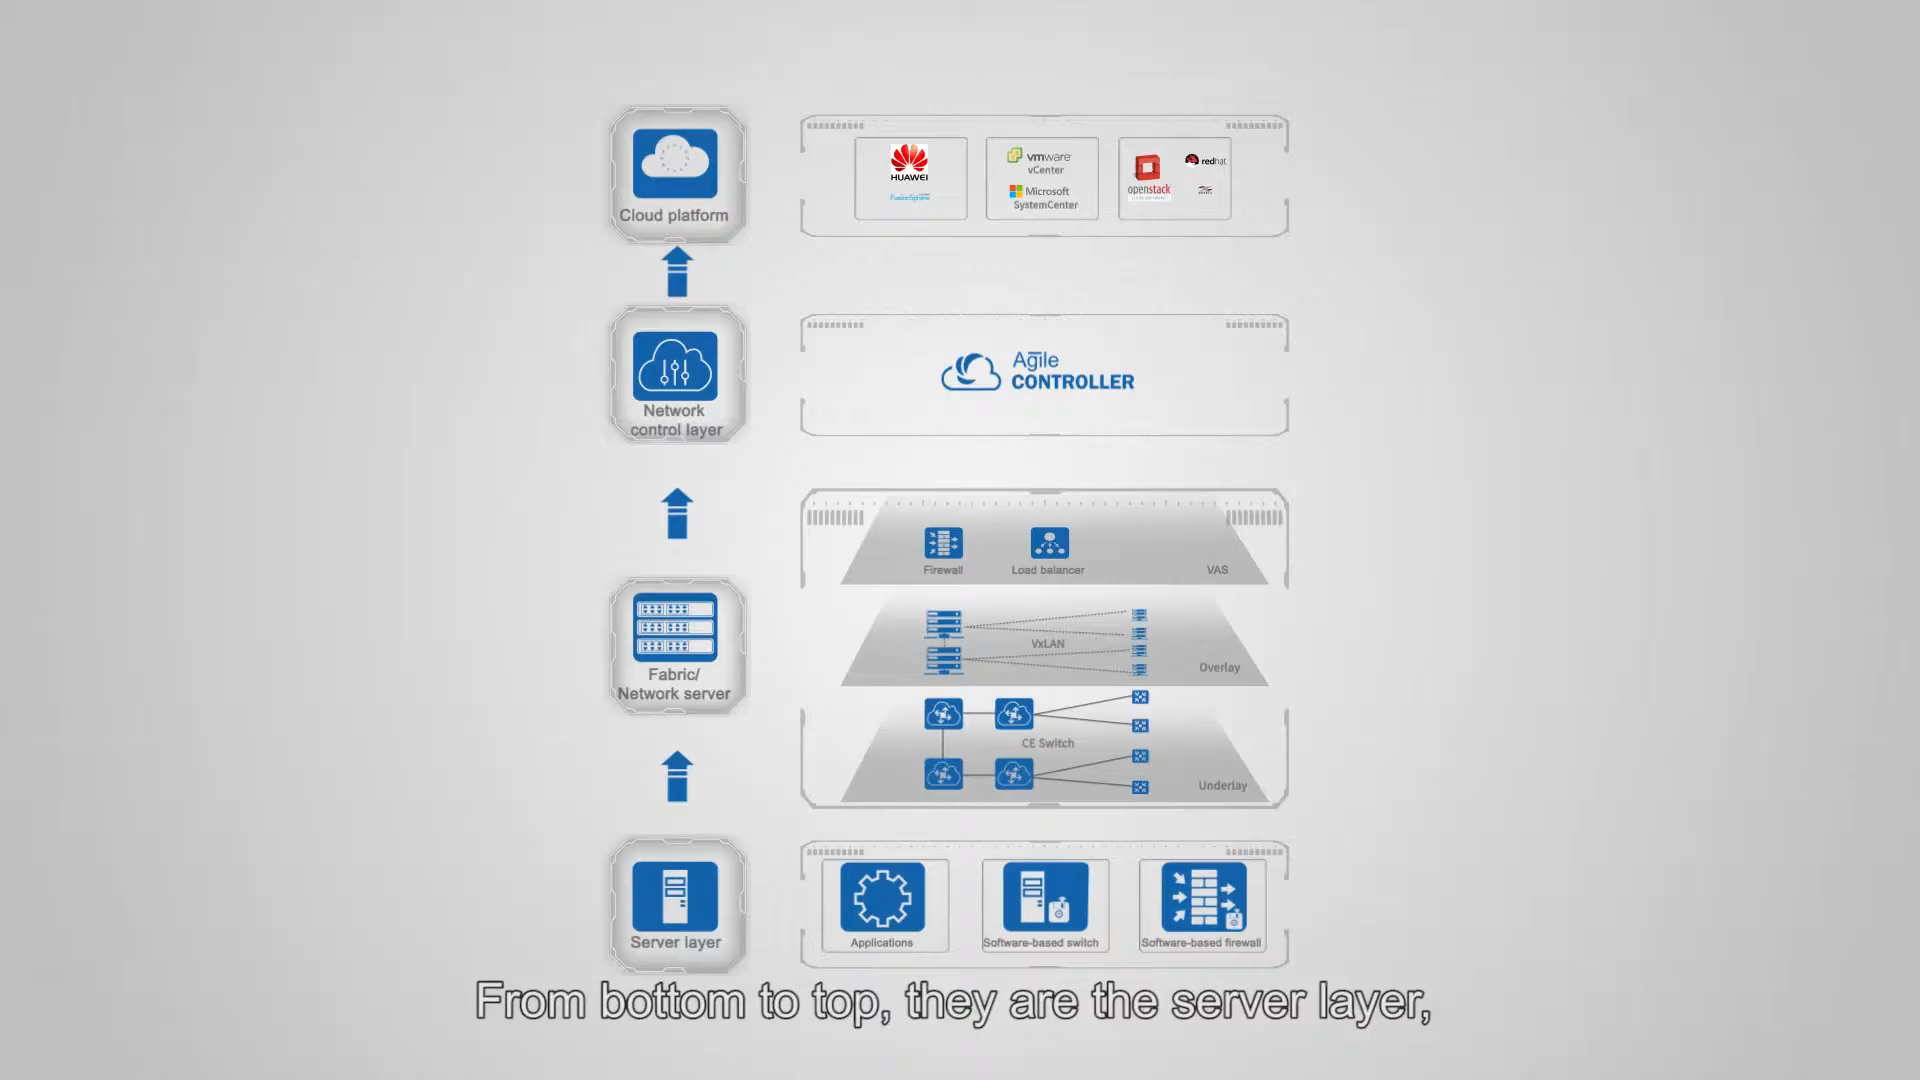 Cloud platform
HUAWEI
FusionSphere
vmware
vCenter
Microsoft
SystemCenter
openstack
redhat
Network
control layer
Agile
CONTROLLER
Fabric/
Network server
Firewall
Load balancer
VAS
VxLAN
Overlay
CE Switch
Underlay
Server layer
Applications
Software-based switch
Software-based firewall
From bottom to top, they are the server layer,